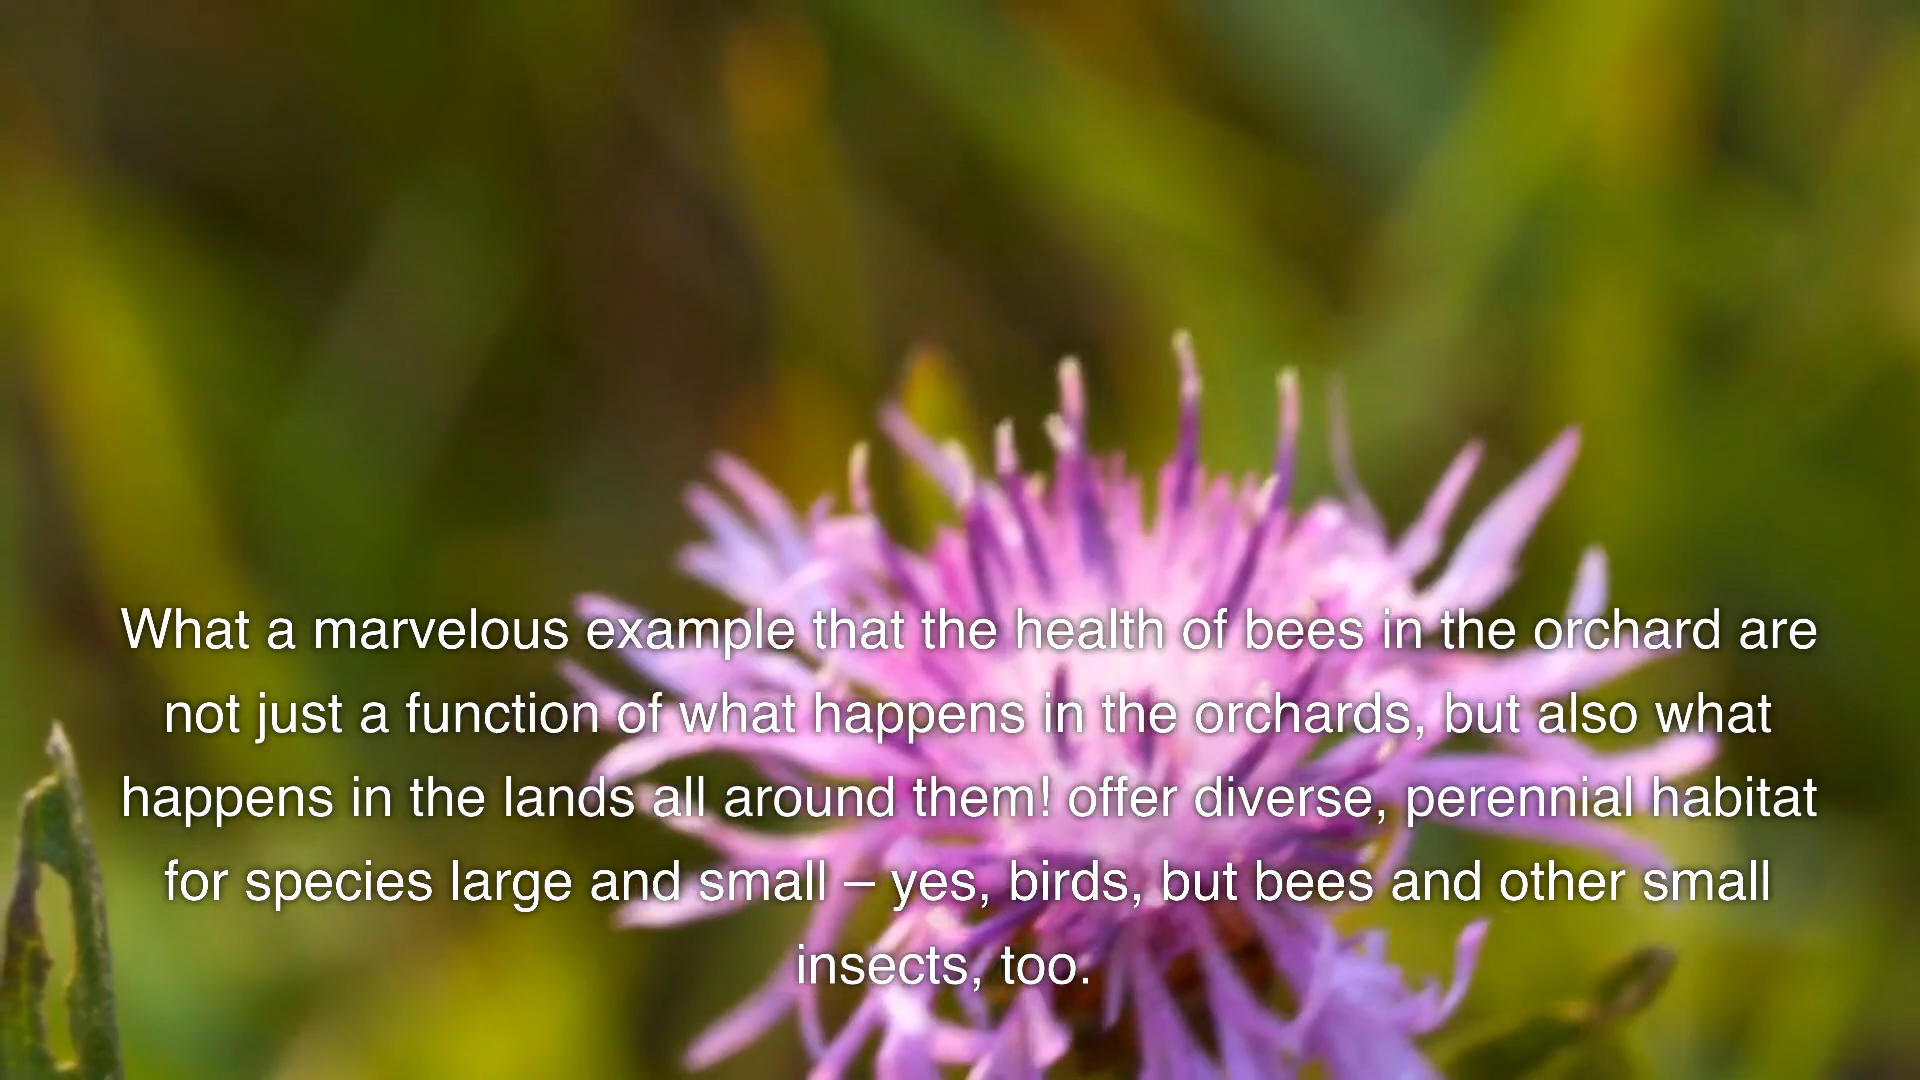 What a marvelous example that the health of bees in the orchard are
not just a function of what happens in the orchards, but also what
happens in the lands all around them! offer diverse, perennial habitat
for species large and small – yes, birds, but bees and other small
insects, too.